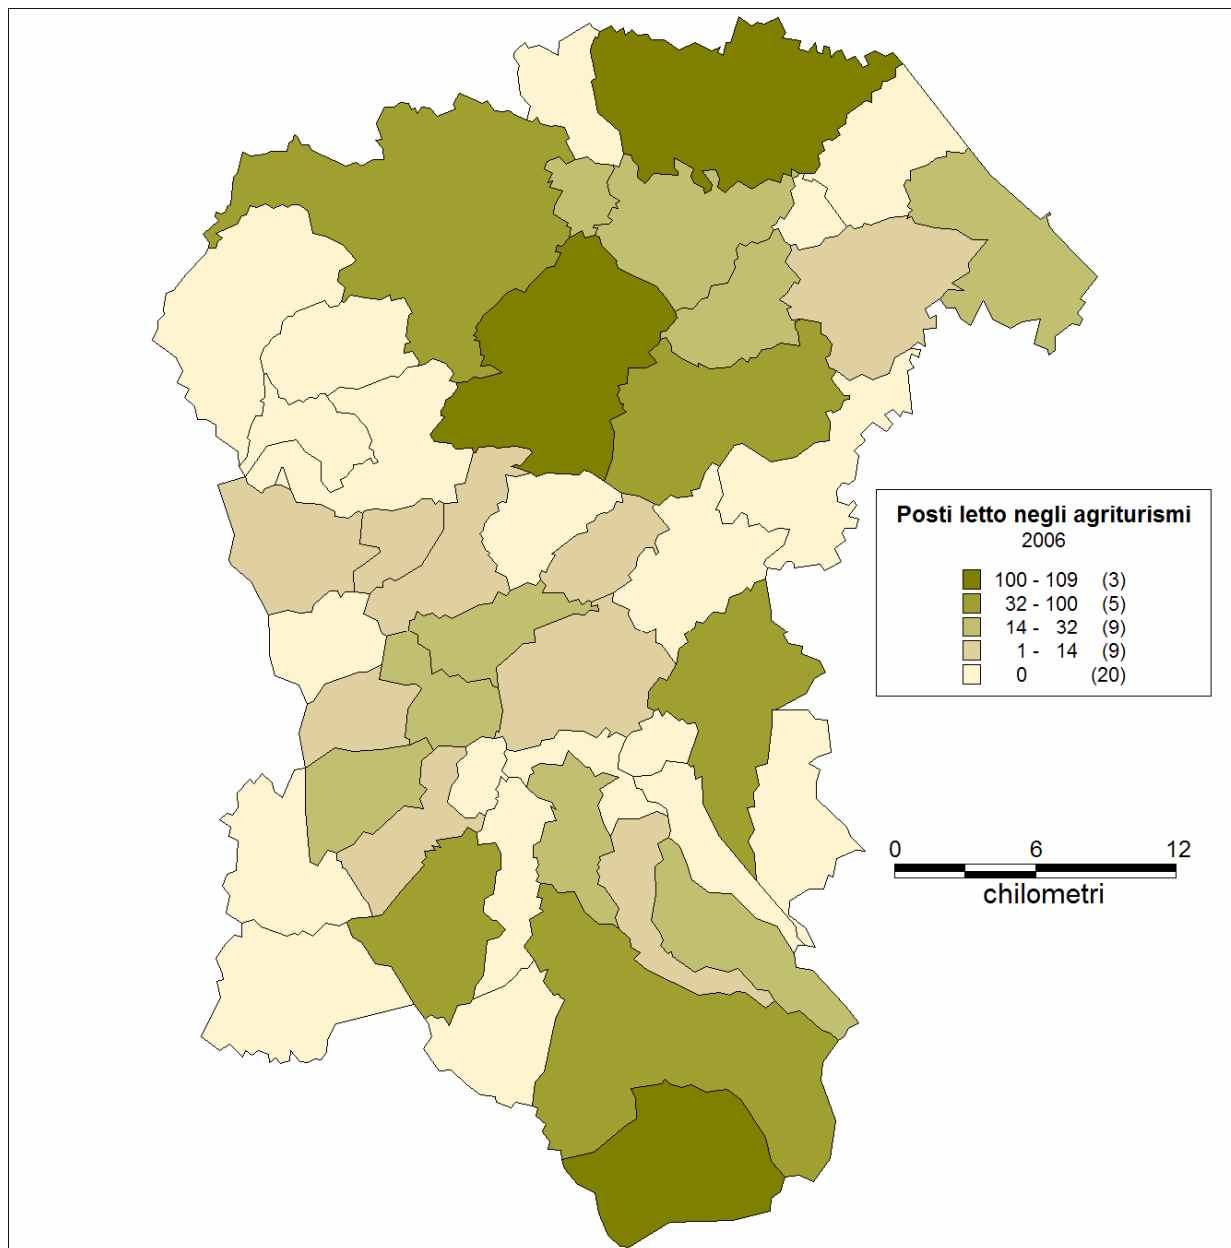 Posti letto negli agriturismi
2006
100 - 109 (3)
32 - 100 (5)
14 - 32 (9)
1 - 14 (9)
0 (20)
0 6 12
chilometri